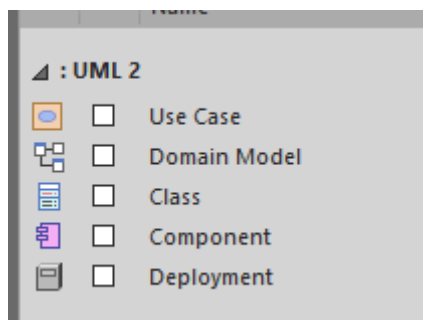 : UML 2
Use Case
Domain Model
Class
Component
Deployment